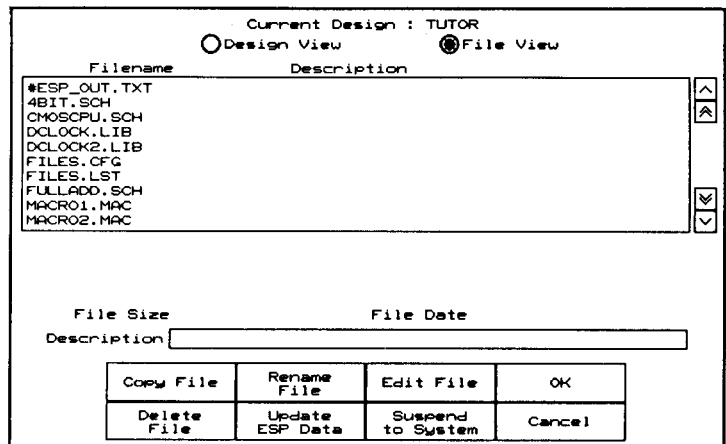 Current Design : TUTOR
Design View File View
Filename Description
#ESP_OUT.TXT
4BIT.SCH
CMOSCPU.SCH
DCLOCK.LIB
DCLOCK2.LIB
FILES.CFG
FILES.LST
FULLADD.SCH
MACRO1.MAC
MACRO2.MAC
File Size File Date
Description
Copy File Rename File Edit File OK
Delete File Update ESP Data Suspend to System Cancel